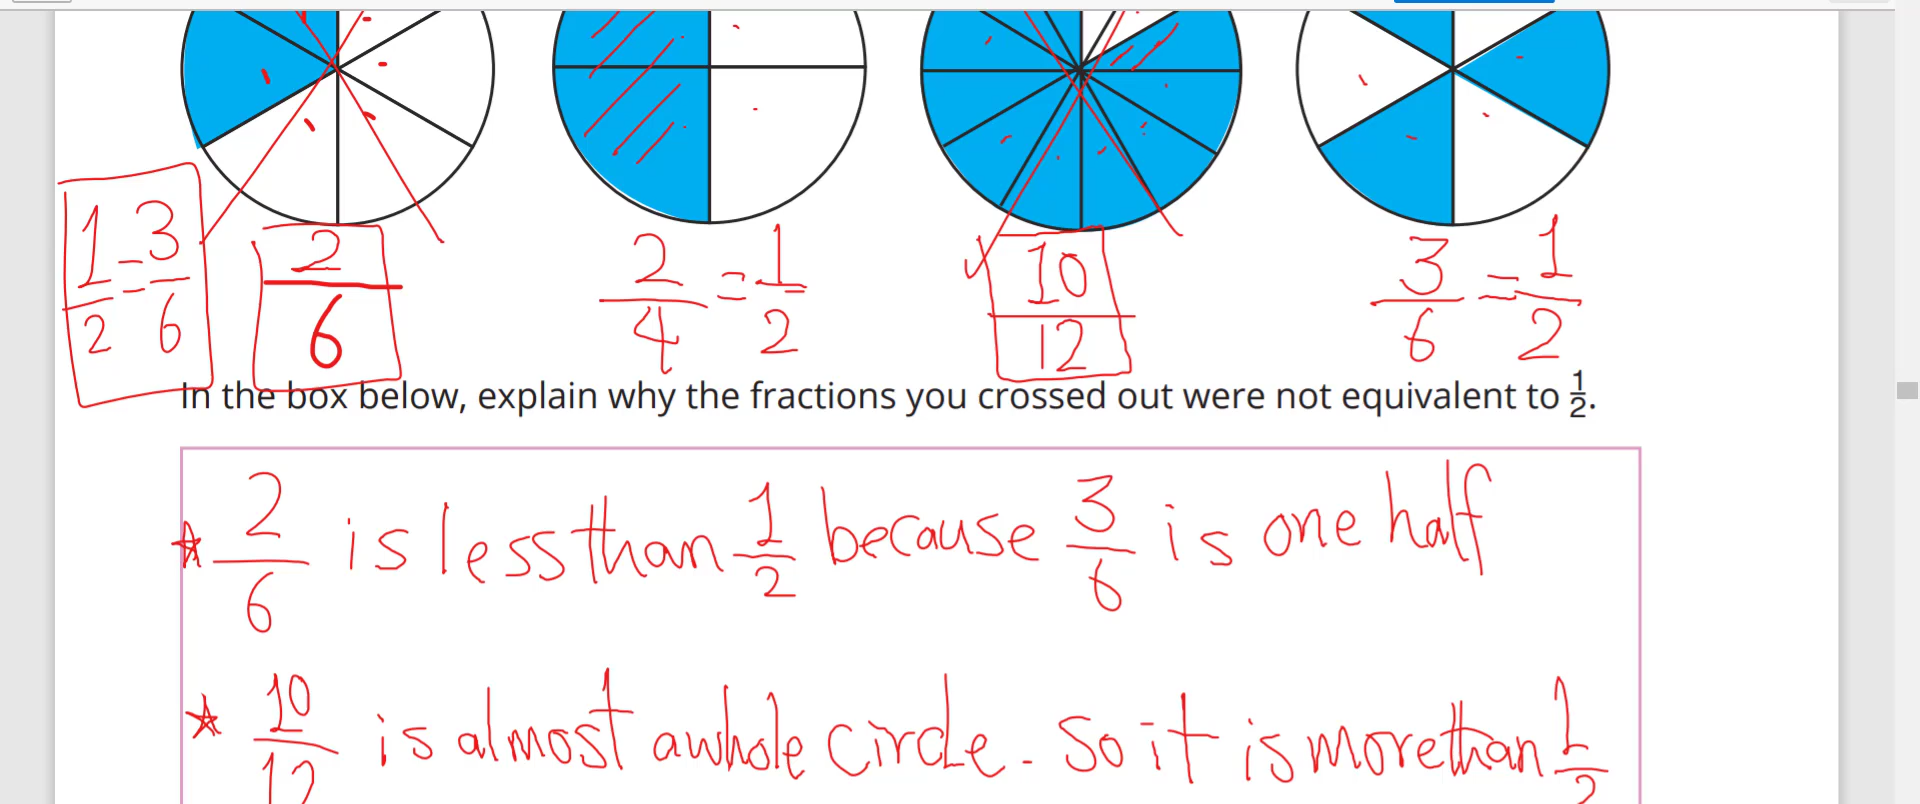 1/2 = 3/6
2/6
2/4 = 1/2
10/12
3/6 = 1/2
In the box below, explain why the fractions you crossed out were not equivalent to 1/2.
2/6 is less than 1/2 because 3/6 is one half
10/12 is almost a whole circle. So it is more than 1/2